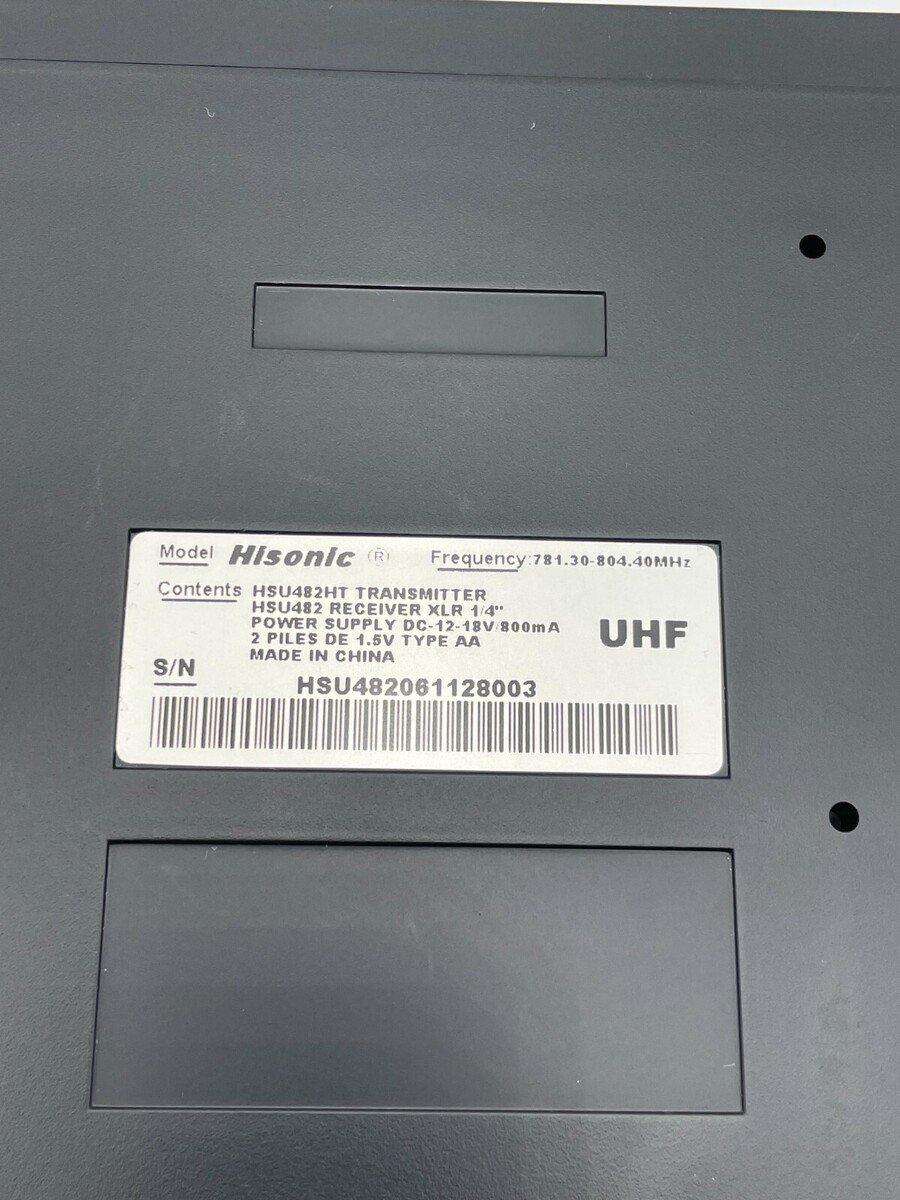 Model Hisonic ® Frequency:781.30-804.40MHz
Contents HSU482HT TRANSMITTER
HSU482 RECEIVER XLR 1/4"
POWER SUPPLY DC-12-18V/800mA
2 PILES DE 1.5V TYPE AA
MADE IN CHINA
UHF
S/N
HSU482061128003